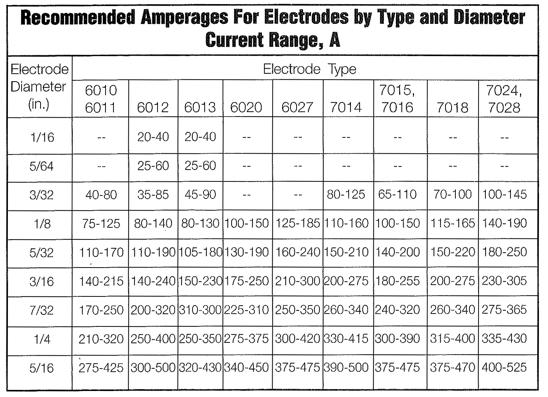 Recommended Amperages For Electrodes by Type and Diameter
Current Range, A
Electrode Diameter (in.) Electrode Type
6010 6011 6012 6013 6020 6027 7014 7015, 7016 7018 7024, 7028
1/16 -- 20-40 20-40 -- -- -- -- -- --
5/64 -- 25-60 25-60 -- -- -- -- -- --
3/32 40-80 35-85 45-90 -- -- 80-125 65-110 70-100 100-145
1/8 75-125 80-140 80-130 100-150 125-185 110-160 100-150 115-165 140-190
5/32 110-170 110-190 105-180 130-190 160-240 150-210 140-200 150-220 180-250
3/16 140-215 140-240 150-230 175-250 210-300 200-275 180-255 200-275 230-305
7/32 170-250 200-320 310-300 225-310 250-350 260-340 240-320 260-340 275-365
1/4 210-320 250-400 250-350 275-375 300-420 330-415 300-390 315-400 335-430
5/16 275-425 300-500 320-430 340-450 375-475 390-500 375-475 375-470 400-525